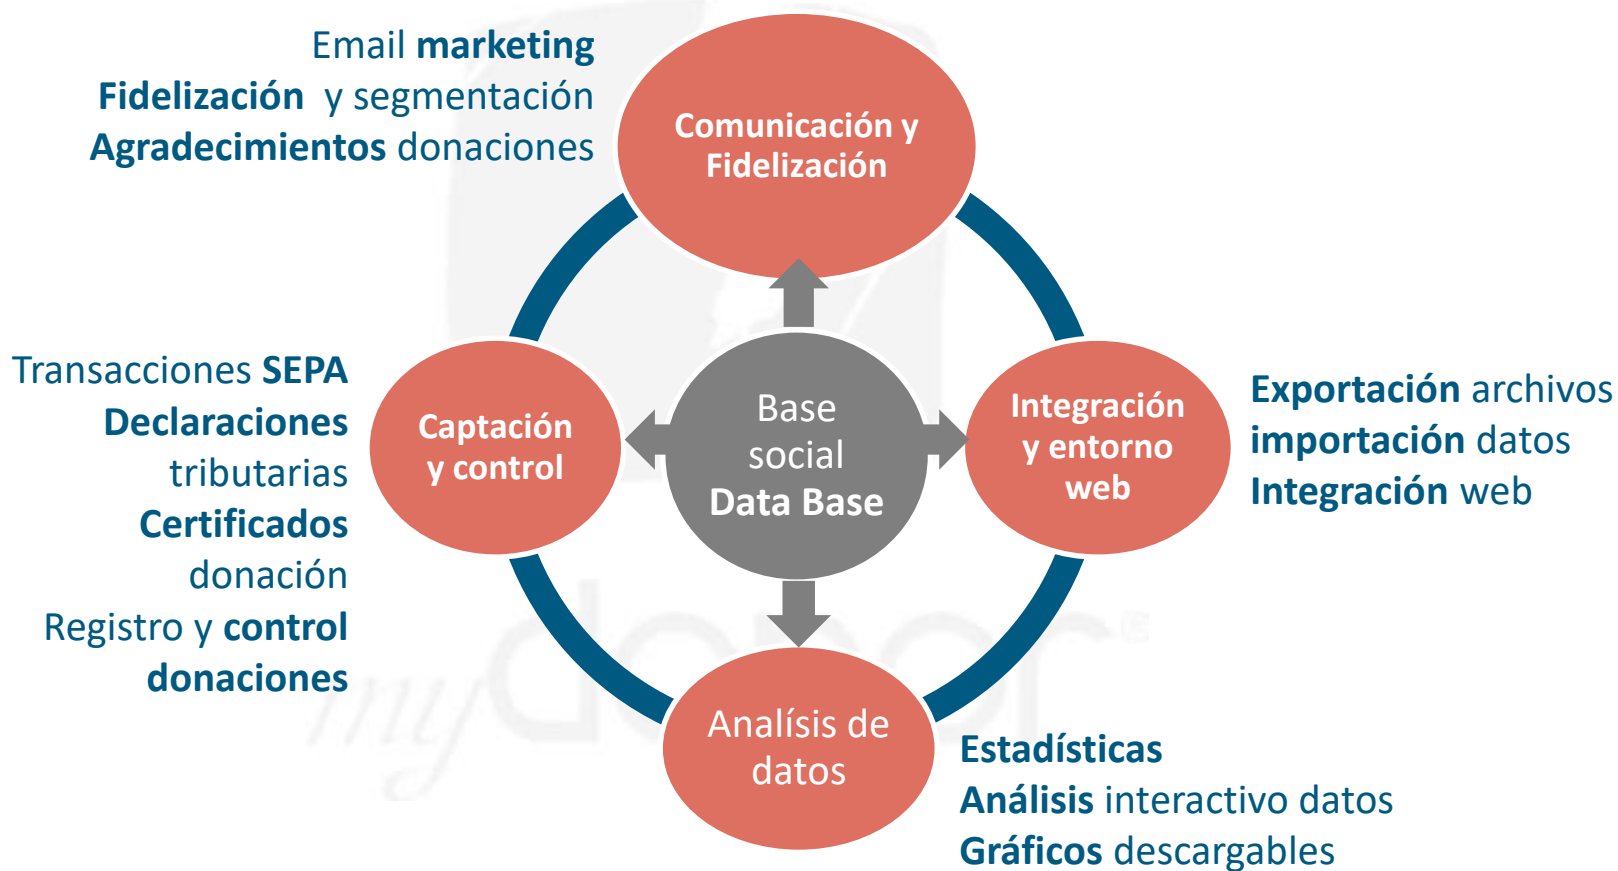 Email marketing
Fidelización y segmentación
Agradecimientos donaciones
Comunicación y
Fidelización
Transacciones SEPA
Declaraciones
tributarias
Certificados
donación
Registro y control
donaciones
Captación
y control
Base
social
Data Base
Integración
y entorno
web
Exportación archivos
importación datos
Integración web
Analísis de
datos
Estadísticas
Análisis interactivo datos
Gráficos descargables
mydonor®